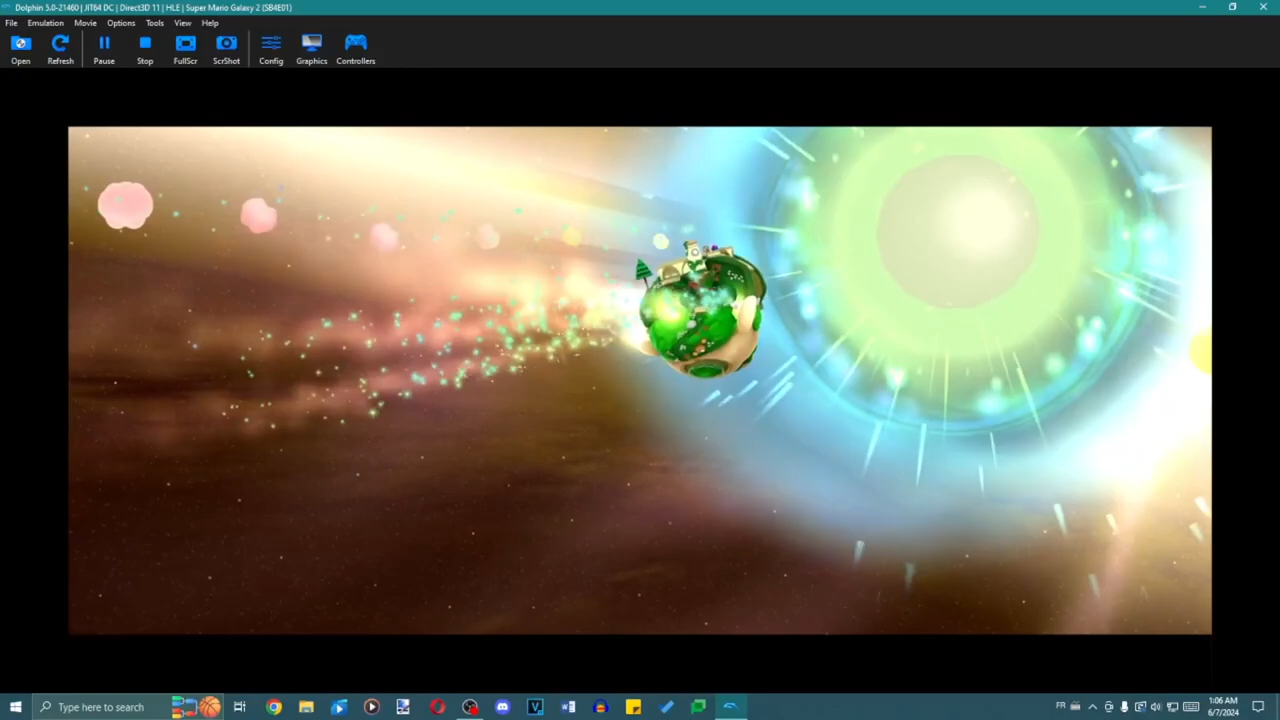 Dolphin 5.0-21460 | JIT64 DC | Direct3D 11 | HLE | Super Mario Galaxy 2 (SB4E01)
File Emulation Movie Options Tools View Help
Open Refresh Pause Stop FullScr ScrShot Config Graphics Controllers
Type here to search
FR
1:06 AM
6/7/2024